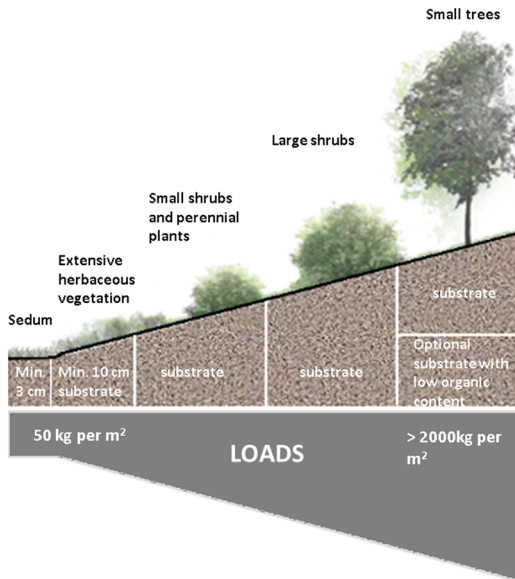 Small trees
Large shrubs
Small shrubs
and perennial
plants
Extensive
herbaceous
vegetation
Sedum
Min.
3 cm
Min. 10 cm
substrate
substrate
substrate
substrate
Optional
substrate with
low organic
content
50 kg per m²
LOADS
> 2000kg per
m²